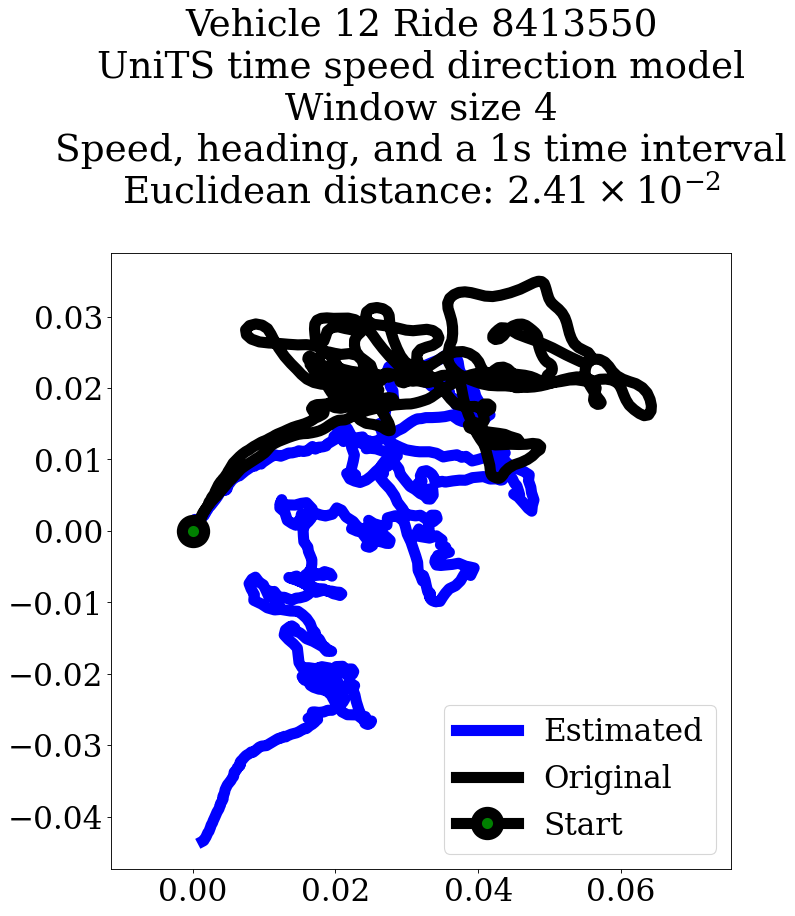 Vehicle 12 Ride 8413550
UniTS time speed direction model
Window size 4
Speed, heading, and a 1s time interval
Euclidean distance: 2.41 × 10⁻²
0.03
0.02
0.01
0.00
−0.01
−0.02
−0.03
−0.04
Estimated
Original
Start
0.00 0.02 0.04 0.06